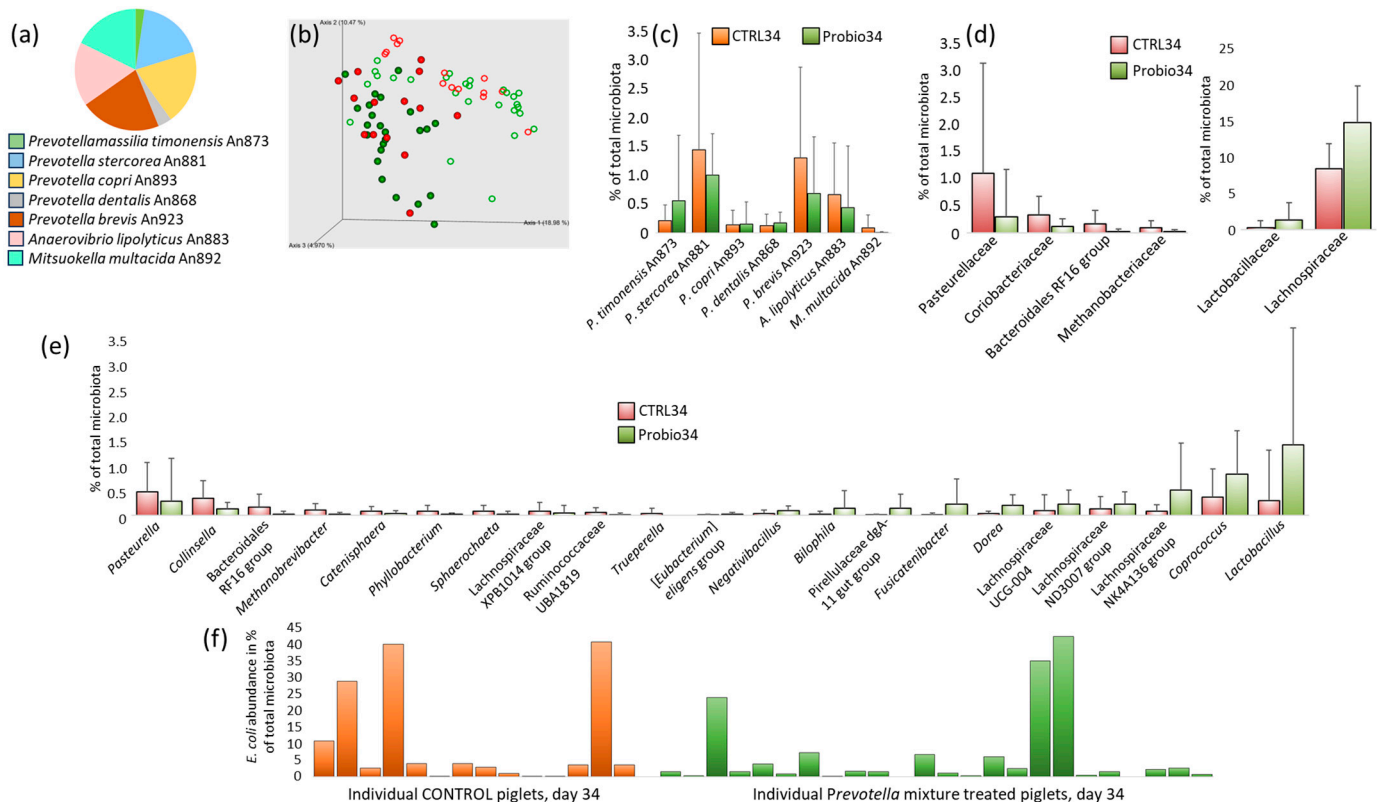 (a)
Prevotellamassilia timonensis An873
Prevotella stercorea An881
Prevotella copri An893
Prevotella dentalis An868
Prevotella brevis An923
Anaerovibrio lipolyticus An883
Mitsuokella multacida An892
(b)
Axis 2 (10.47 %)
Axis 1 (18.98 %)
Axis 3 (4.970 %)
(c)
CTRL34
Probio34
% of total microbiota
3.5
3.0
2.5
2.0
1.5
1.0
0.5
0
P. timonensis An873
P. stercorea An881
P. copri An893
P. dentalis An868
P. brevis An923
A. lipolyticus An883
M. multacida An892
(d)
CTRL34
Probio34
% of total microbiota
3.5
3.0
2.5
2.0
1.5
1.0
0.5
0
Pasteurellaceae
Coriobacteriaceae
Bacteroidales RF16 group
Methanobacteriaceae
% of total microbiota
25
20
15
10
5
0
Lactobacillaceae
Lachnospiraceae
(e)
% of total microbiota
3.5
3.0
2.5
2.0
1.5
1.0
0.5
0
CTRL34
Probio34
Pasteurella
Collinsella
Bacteroidales
RF16 group
Methanobrevibacter
Catenisphaera
Phyllobacterium
Sphaerochaeta
Lachnospiraceae
XPB1014 group
Ruminoccaceae
UBA1819
Trueperella
[Eubacterium]
eligens group
Negativibacillus
Bilophila
Pirellulaceae dgA-
11 gut group
Fusicatenibacter
Dorea
Lachnospiraceae
UCG-004
Lachnospiraceae
ND3007 group
Lachnospiraceae
NK4A136 group
Coprococcus
Lactobacillus
(f)
E. coli abundance in %
of total microbiota
45
40
35
30
25
20
15
10
5
0
Individual CONTROL piglets, day 34
Individual Prevotella mixture treated piglets, day 34